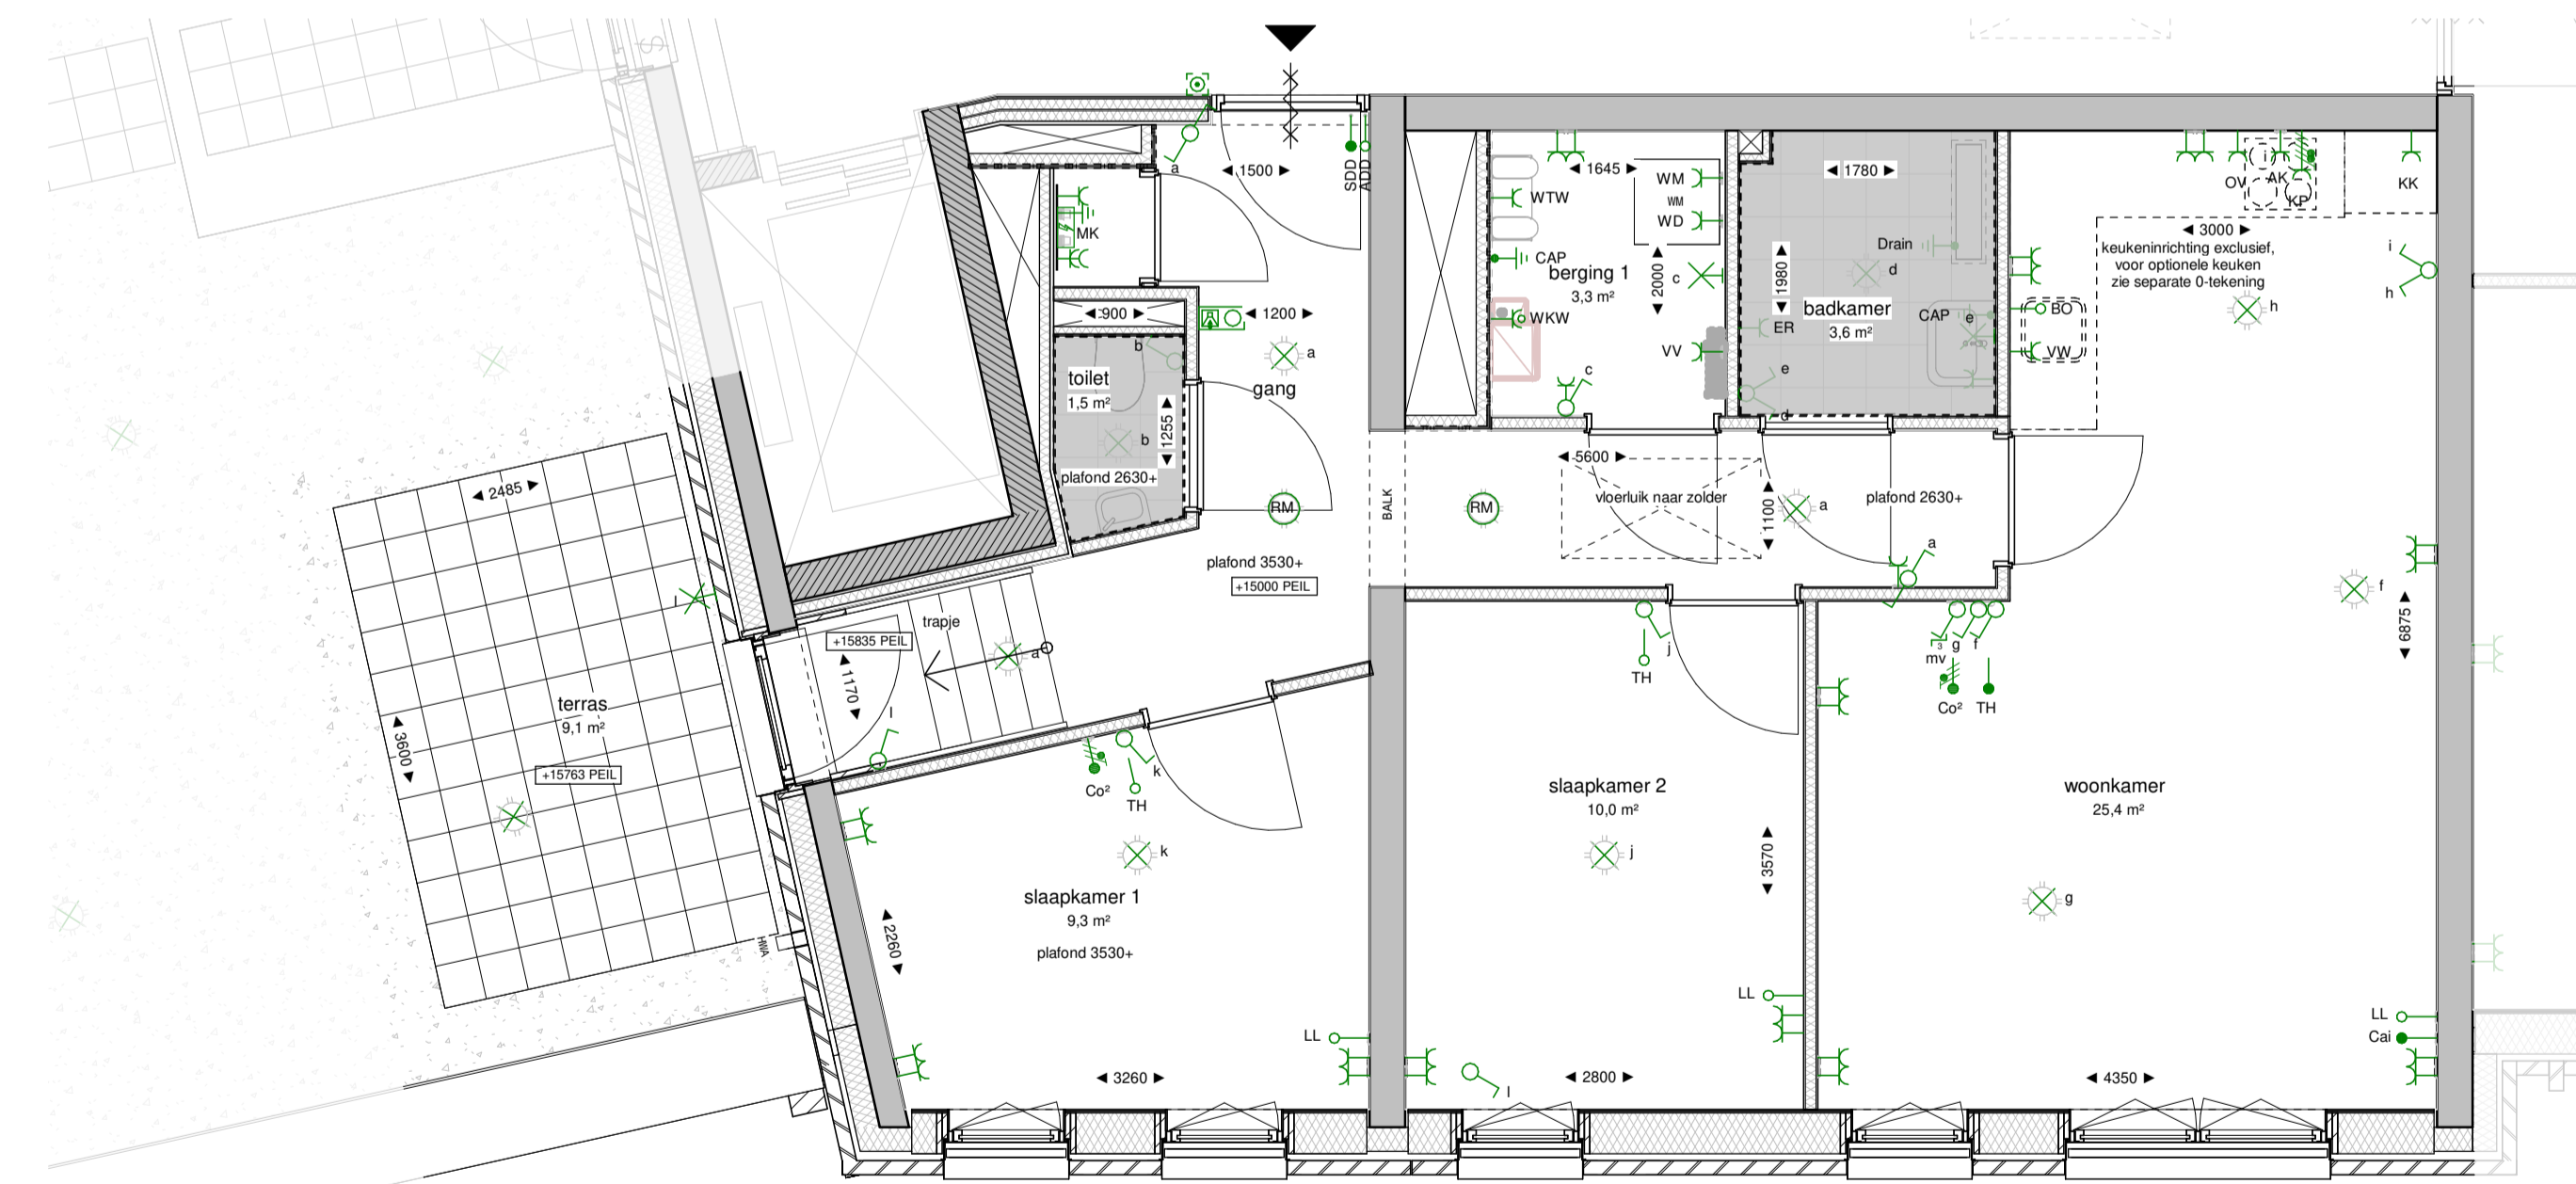 a
1500
SDD
ADD
MK
900
1200
a
b
toilet
1,5 m²
1255
b
plafond 2630+
gang
RM
plafond 3530+
+15000 PEIL
BALK
1645
WTW
WM
WM
WD
CAP
berging 1
3,3 m²
c
2000
WKW
VV
c
1780
Drain
d
1980
badkamer
3,6 m²
CAP
e
ER
e
d
OV
AK
KP
KK
3000
keukeninrichting exclusief,
voor optionele keuken
zie separate 0-tekening
i
h
h
BO
VW
RM
5600
vloerluik naar zolder
1100
a
plafond 2630+
a
f
6875
2485
l
trapje
+15835 PEIL
a
1170
l
terras
9,1 m²
+15763 PEIL
3600
HWA
Co²
TH
k
k
slaapkamer 1
9,3 m²
plafond 3530+
2260
LL
3260
j
TH
slaapkamer 2
10,0 m²
j
3570
LL
l
2800
3
mv
g
f
Co²
TH
woonkamer
25,4 m²
g
LL
Cai
4350